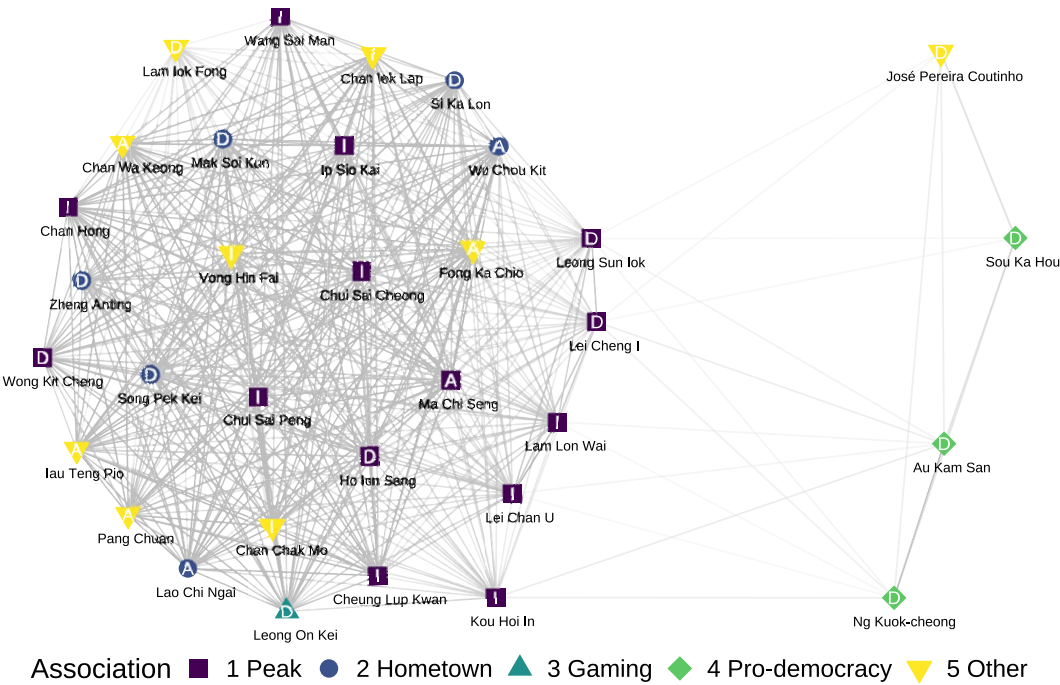 I
Wang Sai Man
D
Lam Iok Fong
I
Chan Iek Lap
D
José Pereira Coutinho
D
Si Ka Lon
A
Chan Wa Keong
D
Mak Soi Kun
I
Ip Sio Kai
A
Wu Chou Kit
I
Chan Hong
I
Vong Hin Fai
A
Fong Ka Chio
D
Leong Sun Iok
D
Sou Ka Hou
D
Zheng Anting
I
Chui Sai Cheong
D
Lei Cheng I
D
Wong Kit Cheng
D
Song Pek Kei
I
Chui Sai Peng
A
Ma Chi Seng
I
Lam Lon Wai
A
Iau Teng Pio
D
Ho Ion Sang
D
Au Kam San
I
Lei Chan U
A
Pang Chuan
I
Chan Chak Mo
A
Lao Chi Ngai
I
Cheung Lup Kwan
D
Leong On Kei
I
Kou Hoi In
D
Ng Kuok-cheong
Association 1 Peak 2 Hometown 3 Gaming 4 Pro-democracy 5 Other